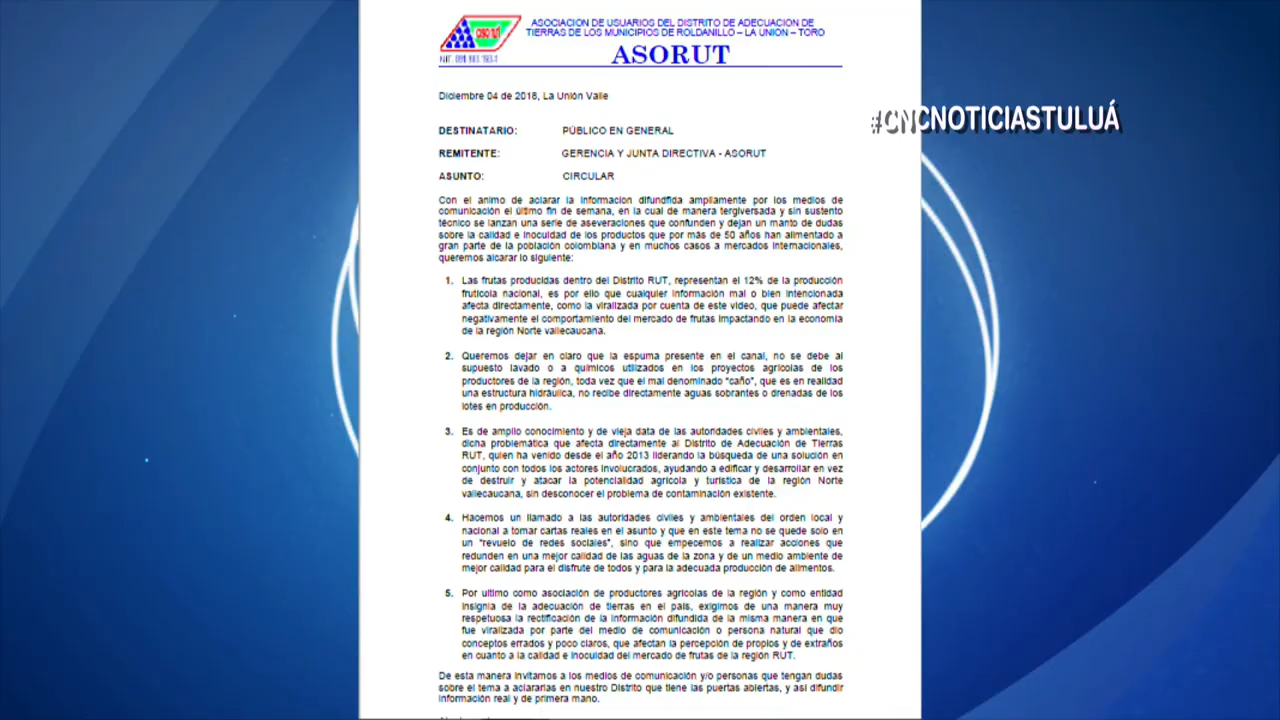 ASOCIACION DE USUARIOS DEL DISTRITO DE ADECUACION DE
TIERRAS DE LOS MUNICIPIOS DE ROLDANILLO – LA UNION – TORO
asorut
ASORUT
NIT.
Diciembre 04 de 2018, La Unión Valle
#CNCNOTICIASTULUÁ
DESTINATARIO: PÚBLICO EN GENERAL
REMITENTE: GERENCIA Y JUNTA DIRECTIVA - ASORUT
ASUNTO: CIRCULAR
Con el animo de aclarar la información difundfida ampliamente por los medios de
comunicación el último fin de semana, en la cual de manera tergiversada y sin sustento
técnico se lanzan una serie de aseveraciones que confunden y dejan un manto de dudas
sobre la calidad e inocuidad de los productos que por más de 50 años han alimentado a
gran parte de la población colombiana y en muchos casos a mercados internacionales,
queremos alcarar lo siguiente:
1. Las frutas producidas dentro del Distrito RUT, representan el 12% de la producción
frutícola nacional, es por ello que cualquier información mal o bien intencionada
afecta directamente, como la viralizada por cuenta de este video, que puede afectar
negativamente el comportamiento del mercado de frutas impactando en la economía
de la región Norte vallecaucana.
2. Queremos dejar en claro que la espuma presente en el canal, no se debe al
supuesto lavado o a químicos utilizados en los proyectos agrícolas de los
productores de la región, toda vez que el mal denominado "caño", que es en realidad
una estructura hidráulica, no recibe directamente aguas sobrantes o drenadas de los
lotes en producción.
3. Es de amplio conocimiento y de vieja data de las autoridades civiles y ambientales,
dicha problemática que afecta directamente al Distrito de Adecuación de Tierras
RUT, quien ha venido desde el año 2013 liderando la búsqueda de una solución en
conjunto con todos los actores involucrados, ayudando a edificar y desarrollar en vez
de destruir y atacar la potencialidad agrícola y turística de la región Norte
vallecaucana, sin desconocer el problema de contaminación existente.
4. Hacemos un llamado a las autoridades civiles y ambientales del orden local y
nacional a tomar cartas reales en el asunto y que en este tema no se quede solo en
un "revuelo de redes sociales", sino que empecemos a realizar acciones que
redunden en una mejor calidad de las aguas de la zona y de un medio ambiente de
mejor calidad para el disfrute de todos y para la adecuada producción de alimentos.
5. Por ultimo como asociación de productores agrícolas de la región y como entidad
insignia de la adecuación de tierras en el país, exigimos de una manera muy
respetuosa la rectificación de la información difundida de la misma manera en que
fue viralizada por parte del medio de comunicación o persona natural que dio
conceptos errados y poco claros, que afectan la percepción de propios y de extraños
en cuanto a la calidad e inocuidad del mercado de frutas de la región RUT.
De esta manera invitamos a los medios de comunicación y/o personas que tengan dudas
sobre el tema a aclararlas en nuestro Distrito que tiene las puertas abiertas, y así difundir
información real y de primera mano.